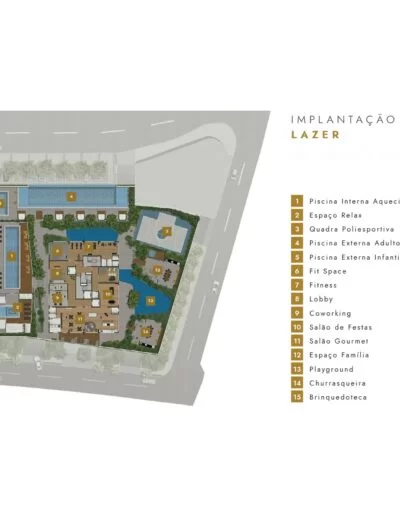 IMPLANTAÇÃO
LAZER
1 Piscina Interna Aqueci
2 Espaço Relax
3 Quadra Poliesportiva
4 Piscina Externa Adulto
5 Piscina Externa Infanti
6 Fit Space
7 Fitness
8 Lobby
9 Coworking
10 Salão de Festas
11 Salão Gourmet
12 Espaço Família
13 Playground
14 Churrasqueira
15 Brinquedoteca